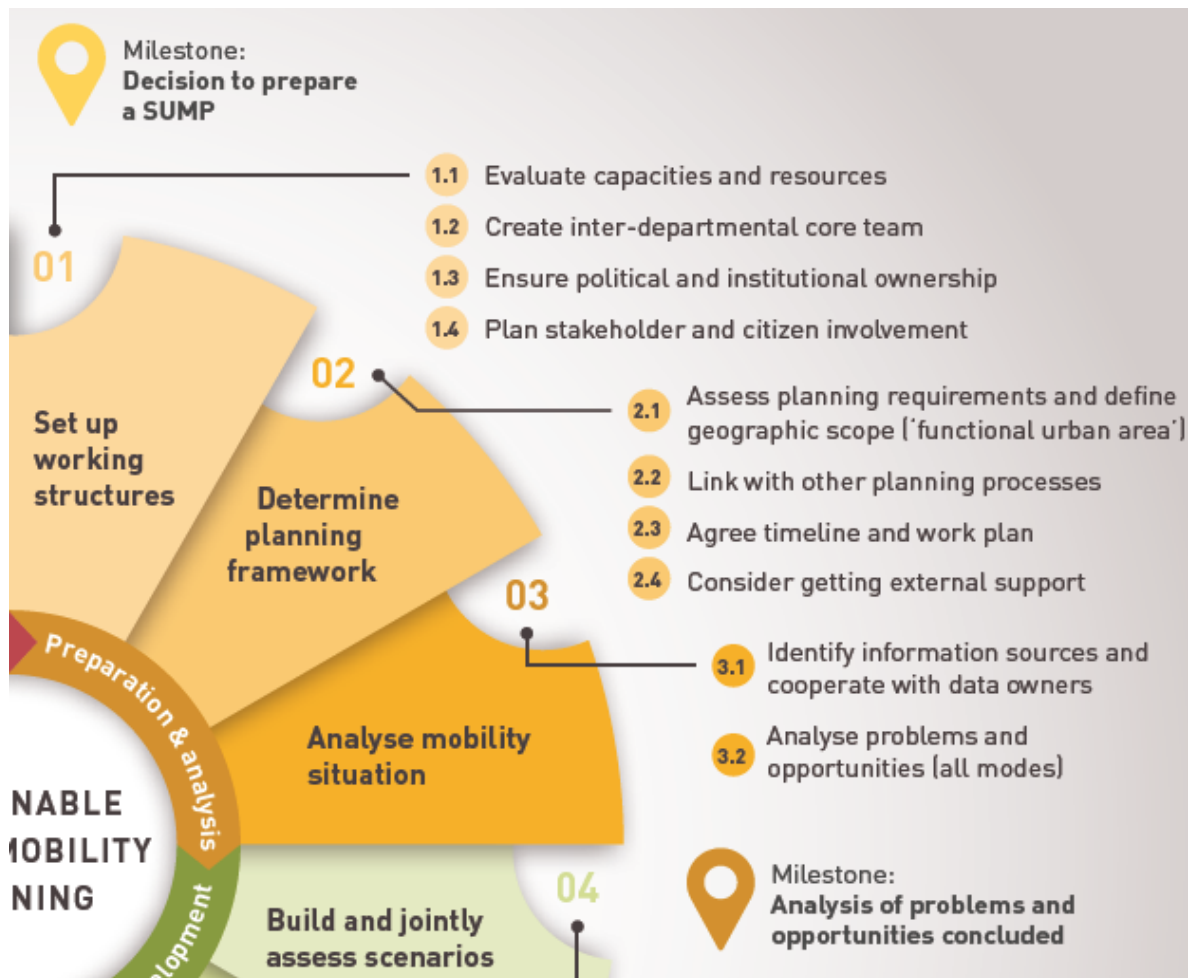 Milestone:
Decision to prepare
a SUMP
1.1 Evaluate capacities and resources
1.2 Create inter-departmental core team
1.3 Ensure political and institutional ownership
1.4 Plan stakeholder and citizen involvement
01
Set up
working
structures
02
Determine
planning
framework
2.1 Assess planning requirements and define
geographic scope (‘functional urban area’)
2.2 Link with other planning processes
2.3 Agree timeline and work plan
2.4 Consider getting external support
03
Analyse mobility
situation
3.1 Identify information sources and
cooperate with data owners
3.2 Analyse problems and
opportunities (all modes)
Preparation & analysis
NABLE
MOBILITY
NING
Milestone:
Analysis of problems and
opportunities concluded
04
Build and jointly
assess scenarios
elopment